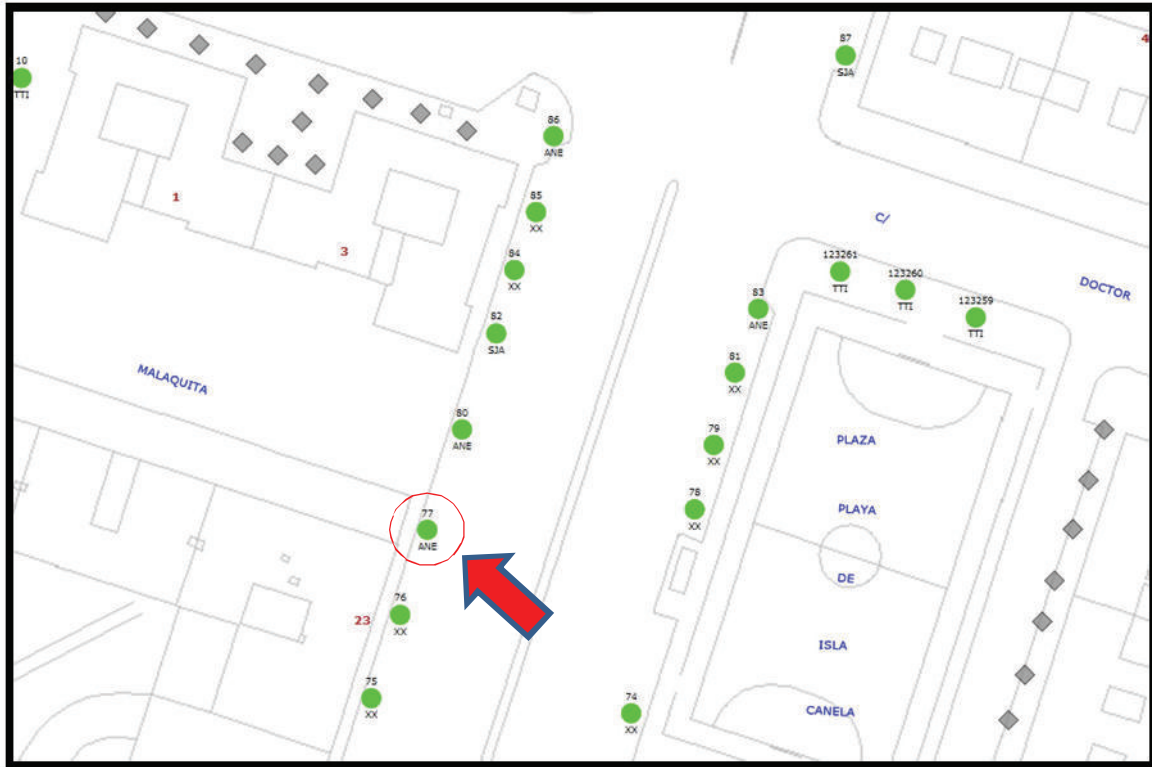 4
87
SJA
10
TTI
86
ANE
85
XX
1
3
C/
84
XX
123261
TTI
123260
TTI
123259
TTI
DOCTOR
83
ANE
82
SJA
81
XX
MALAQUITA
80
ANE
79
XX
PLAZA
78
XX
PLAYA
77
ANE
DE
76
XX
23
ISLA
75
XX
74
XX
CANELA